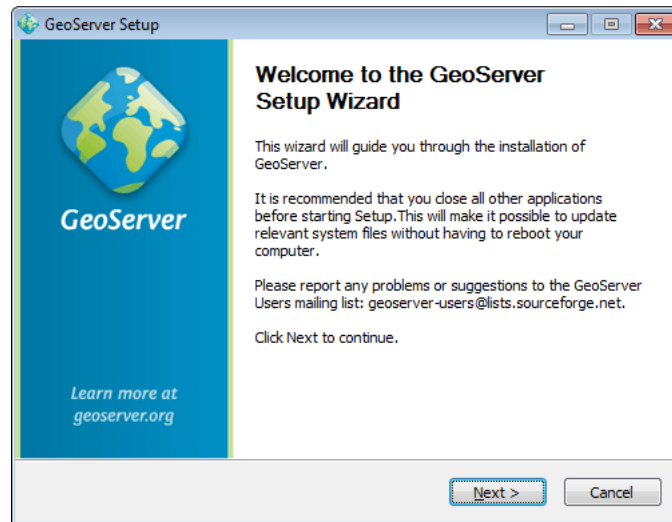 GeoServer Setup
Welcome to the GeoServer
Setup Wizard
This wizard will guide you through the installation of
GeoServer.
It is recommended that you close all other applications
before starting Setup.This will make it possible to update
relevant system files without having to reboot your
computer.
Please report any problems or suggestions to the GeoServer
Users mailing list: geoserver-users@lists.sourceforge.net.
Click Next to continue.
GeoServer
Learn more at
geoserver.org
Next >
Cancel